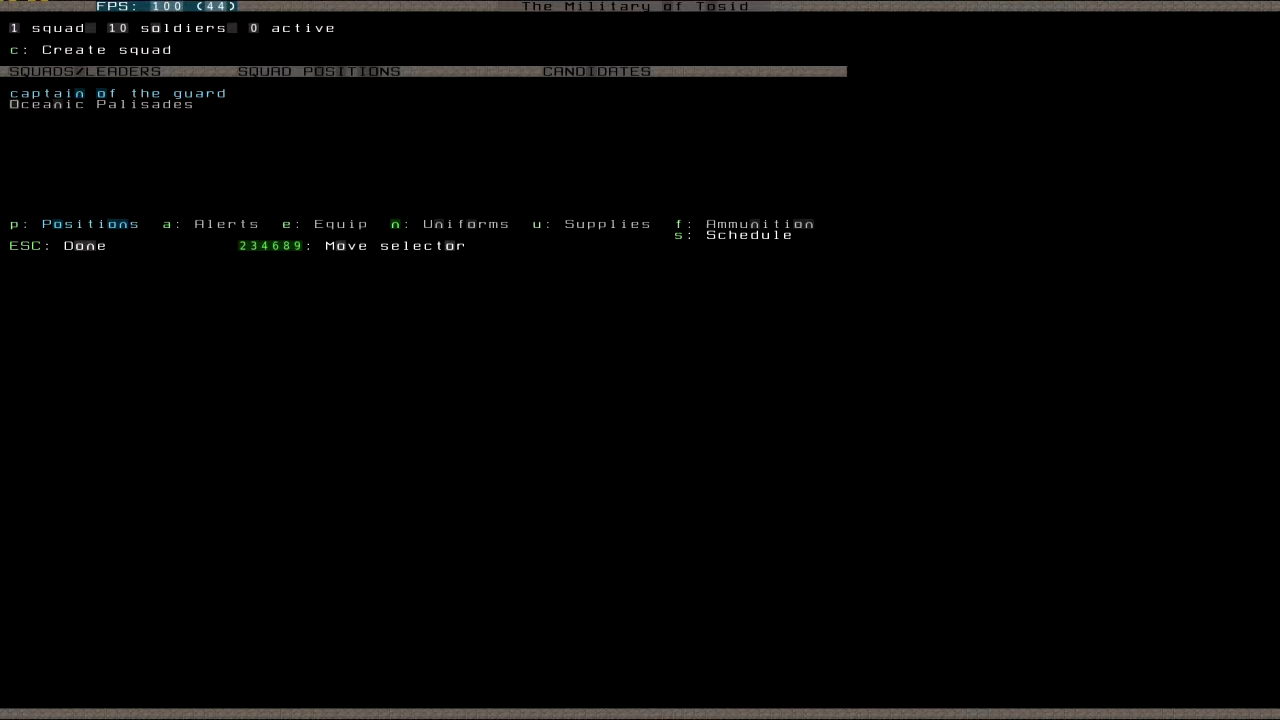 FPS: 100 (44) The Military of Tosid
1 squad 10 soldiers 0 active
c: Create squad
SQUADS/LEADERS SQUAD POSITIONS CANDIDATES
captain of the guard
Oceanic Palisades
p: Positions a: Alerts e: Equip n: Uniforms u: Supplies f: Ammunition
s: Schedule
ESC: Done 234689: Move selector